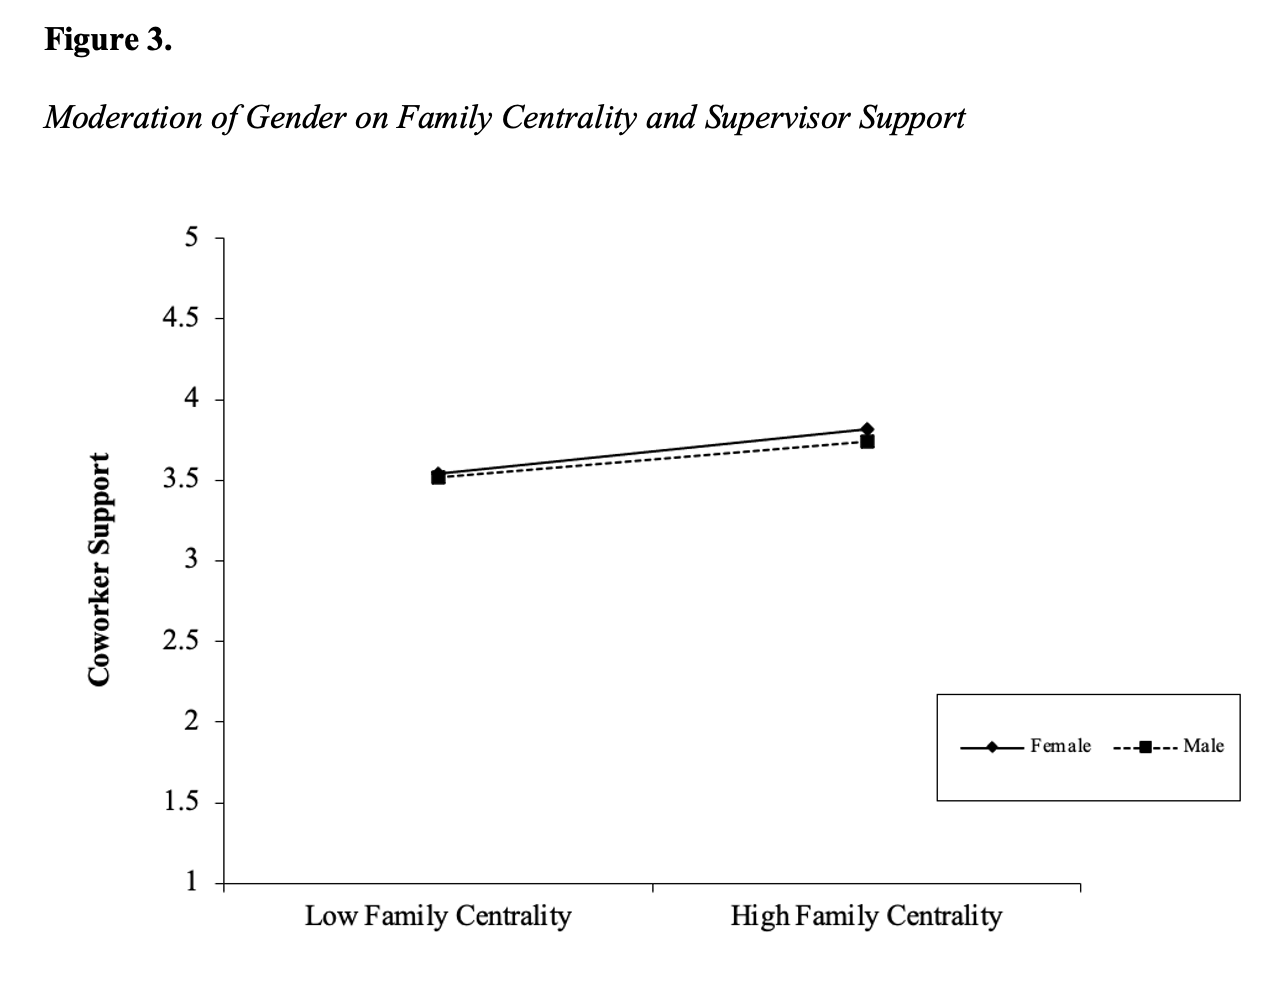 Figure 3.
Moderation of Gender on Family Centrality and Supervisor Support
5
4.5
4
3.5
3
2.5
2
1.5
1
Coworker Support
Low Family Centrality
High Family Centrality
Female
Male